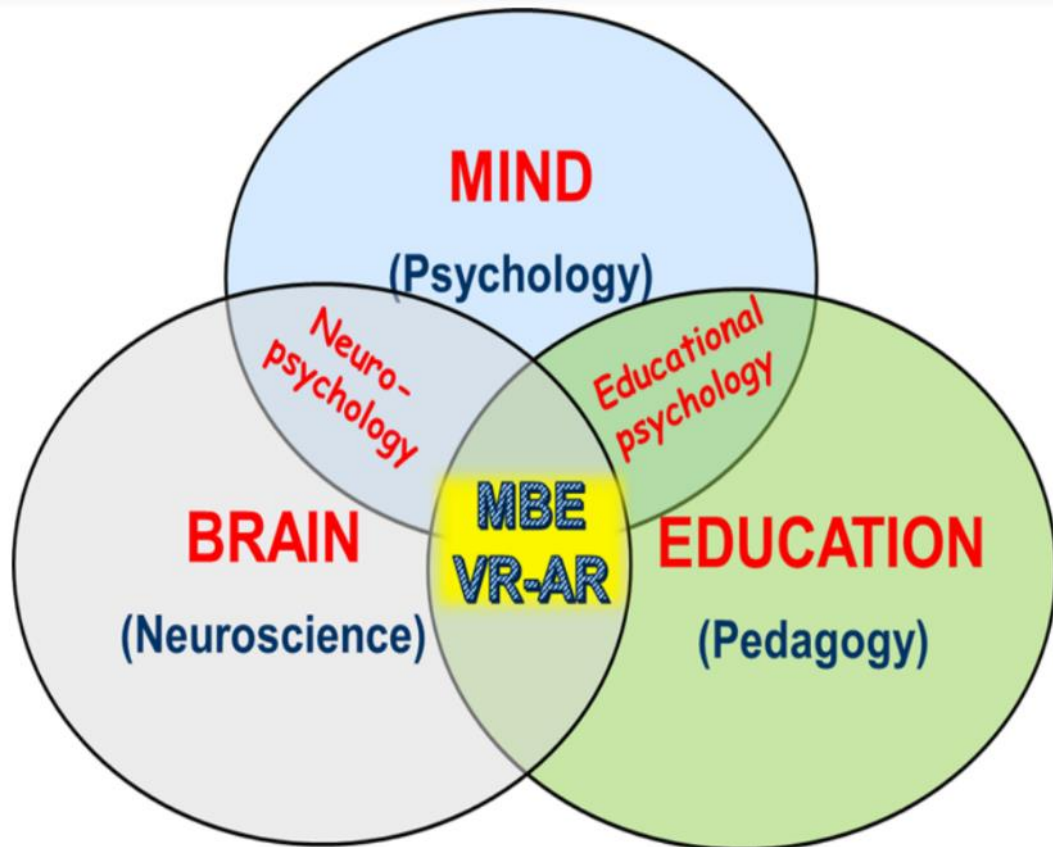 MIND
(Psychology)
Neuro-
psychology
Educational
psychology
MBE
VR-AR
BRAIN
(Neuroscience)
EDUCATION
(Pedagogy)